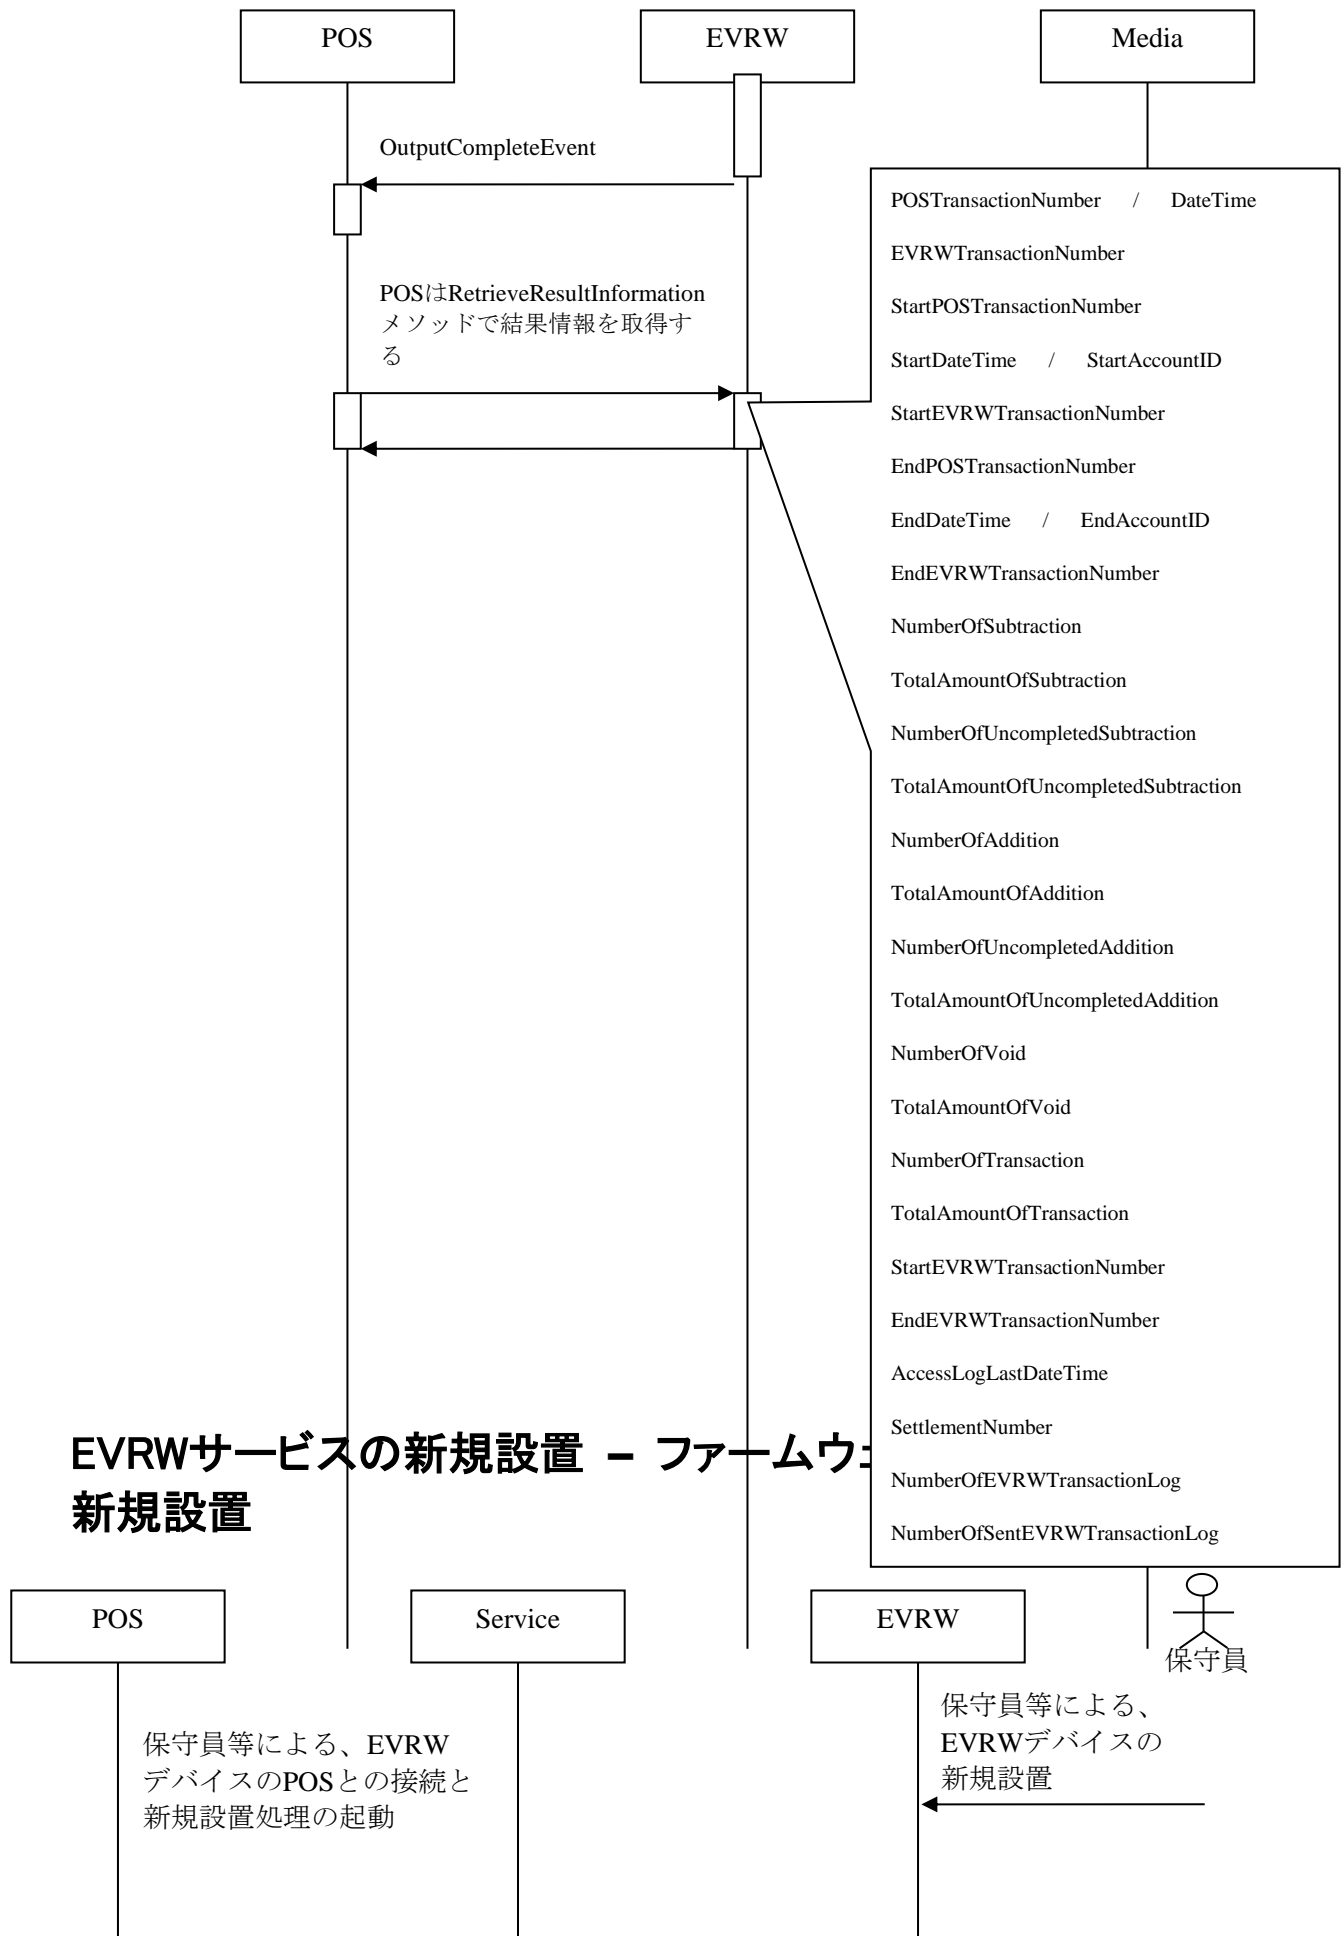 POS
EVRW
Media
OutputCompleteEvent
POSはRetrieveResultInformation
メソッドで結果情報を取得す
る
POSTransactionNumber / DateTime
EVRWTransactionNumber
StartPOSTransactionNumber
StartDateTime / StartAccountID
StartEVRWTransactionNumber
EndPOSTransactionNumber
EndDateTime / EndAccountID
EndEVRWTransactionNumber
NumberOfSubtraction
TotalAmountOfSubtraction
NumberOfUncompletedSubtraction
TotalAmountOfUncompletedSubtraction
NumberOfAddition
TotalAmountOfAddition
NumberOfUncompletedAddition
TotalAmountOfUncompletedAddition
NumberOfVoid
TotalAmountOfVoid
NumberOfTransaction
TotalAmountOfTransaction
StartEVRWTransactionNumber
EndEVRWTransactionNumber
AccessLogLastDateTime
SettlementNumber
NumberOfEVRWTransactionLog
NumberOfSentEVRWTransactionLog
EVRWサービスの新規設置 – ファームウ
新規設置
POS
Service
EVRW
保守員
保守員等による、EVRW
デバイスのPOSとの接続と
新規設置処理の起動
保守員等による、
EVRWデバイスの
新規設置